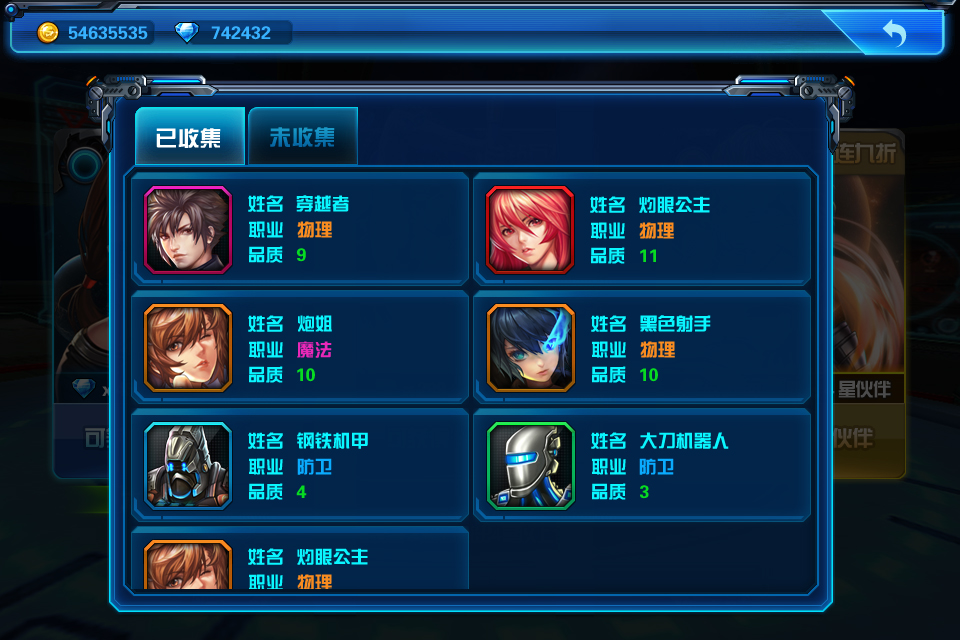 54635535
742432
已收集
未收集
姓名 穿越者
职业 物理
品质 9
姓名 灼眼公主
职业 物理
品质 11
姓名 炮姐
职业 魔法
品质 10
姓名 黑色射手
职业 物理
品质 10
姓名 钢铁机甲
职业 防卫
品质 4
姓名 大刀机器人
职业 防卫
品质 3
姓名 灼眼公主
职业 物理
连九折
x
星伙伴
可
伙伴